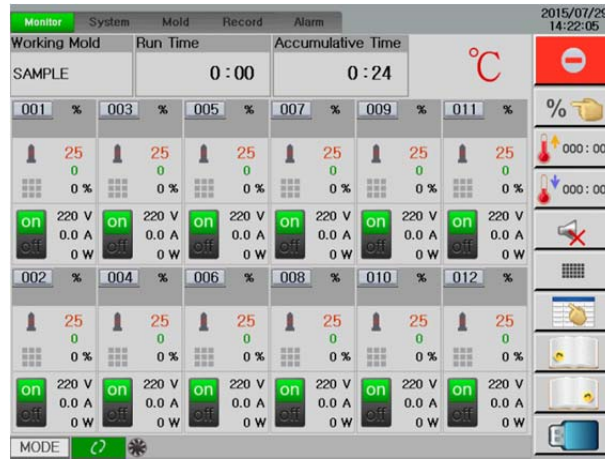 Monitor System Mold Record Alarm
2015/07/29
14:22:05
Working Mold Run Time Accumulative Time
SAMPLE 0:00 0:24 °C
001 % 003 % 005 % 007 % 009 % 011 %
%
25 25 25 25 25 25
000:00
0 0 0 0 0 0
0 % 0 % 0 % 0 % 0 % 0 %
000:00
on 220 V on 220 V on 220 V on 220 V on 220 V on 220 V
0.0 A 0.0 A 0.0 A 0.0 A 0.0 A 0.0 A
off 0 W off 0 W off 0 W off 0 W off 0 W off 0 W
002 % 004 % 006 % 008 % 010 % 012 %
25 25 25 25 25 25
0 0 0 0 0 0
0 % 0 % 0 % 0 % 0 % 0 %
on 220 V on 220 V on 220 V on 220 V on 220 V on 220 V
0.0 A 0.0 A 0.0 A 0.0 A 0.0 A 0.0 A
off 0 W off 0 W off 0 W off 0 W off 0 W off 0 W
MODE